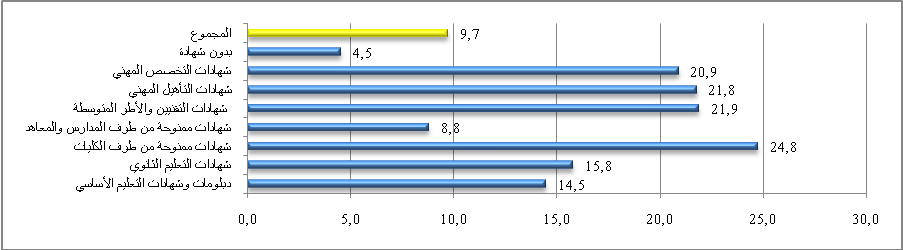 المجموع 9,7
بدون شهادة 4,5
شهادات التخصص المهني 20,9
شهادات التأهيل المهني 21,8
شهادات التقنيين والأطر المتوسطة 21,9
شهادات ممنوحة من طرف المدارس والمعاهد 8,8
شهادات ممنوحة من طرف الكليات 24,8
شهادات التعليم الثانوي 15,8
دبلومات وشهادات التعليم الأساسي 14,5
0,0 5,0 10,0 15,0 20,0 25,0 30,0